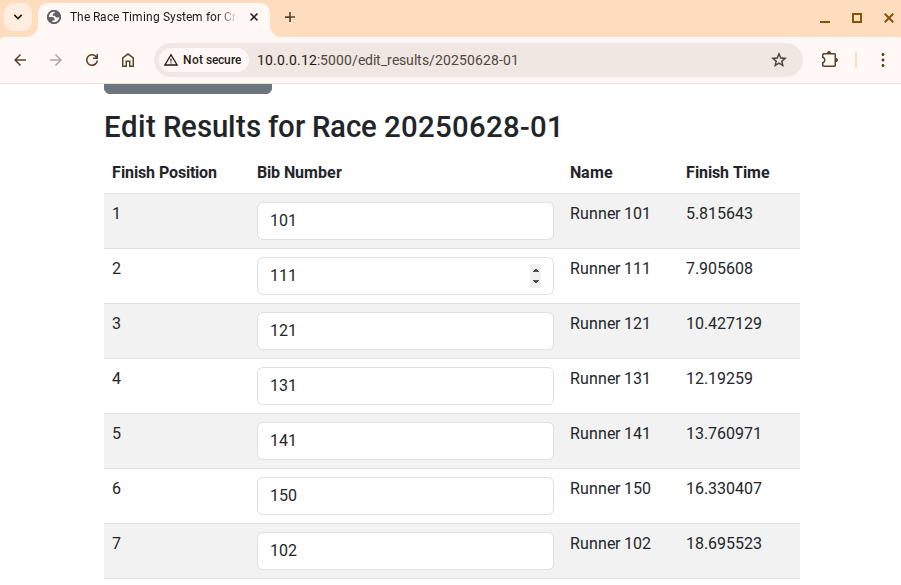 The Race Timing System for Cr
Not secure
10.0.0.12:5000/edit_results/20250628-01
Edit Results for Race 20250628-01
Finish Position Bib Number Name Finish Time
1 101 Runner 101 5.815643
2 111 Runner 111 7.905608
3 121 Runner 121 10.427129
4 131 Runner 131 12.19259
5 141 Runner 141 13.760971
6 150 Runner 150 16.330407
7 102 Runner 102 18.695523